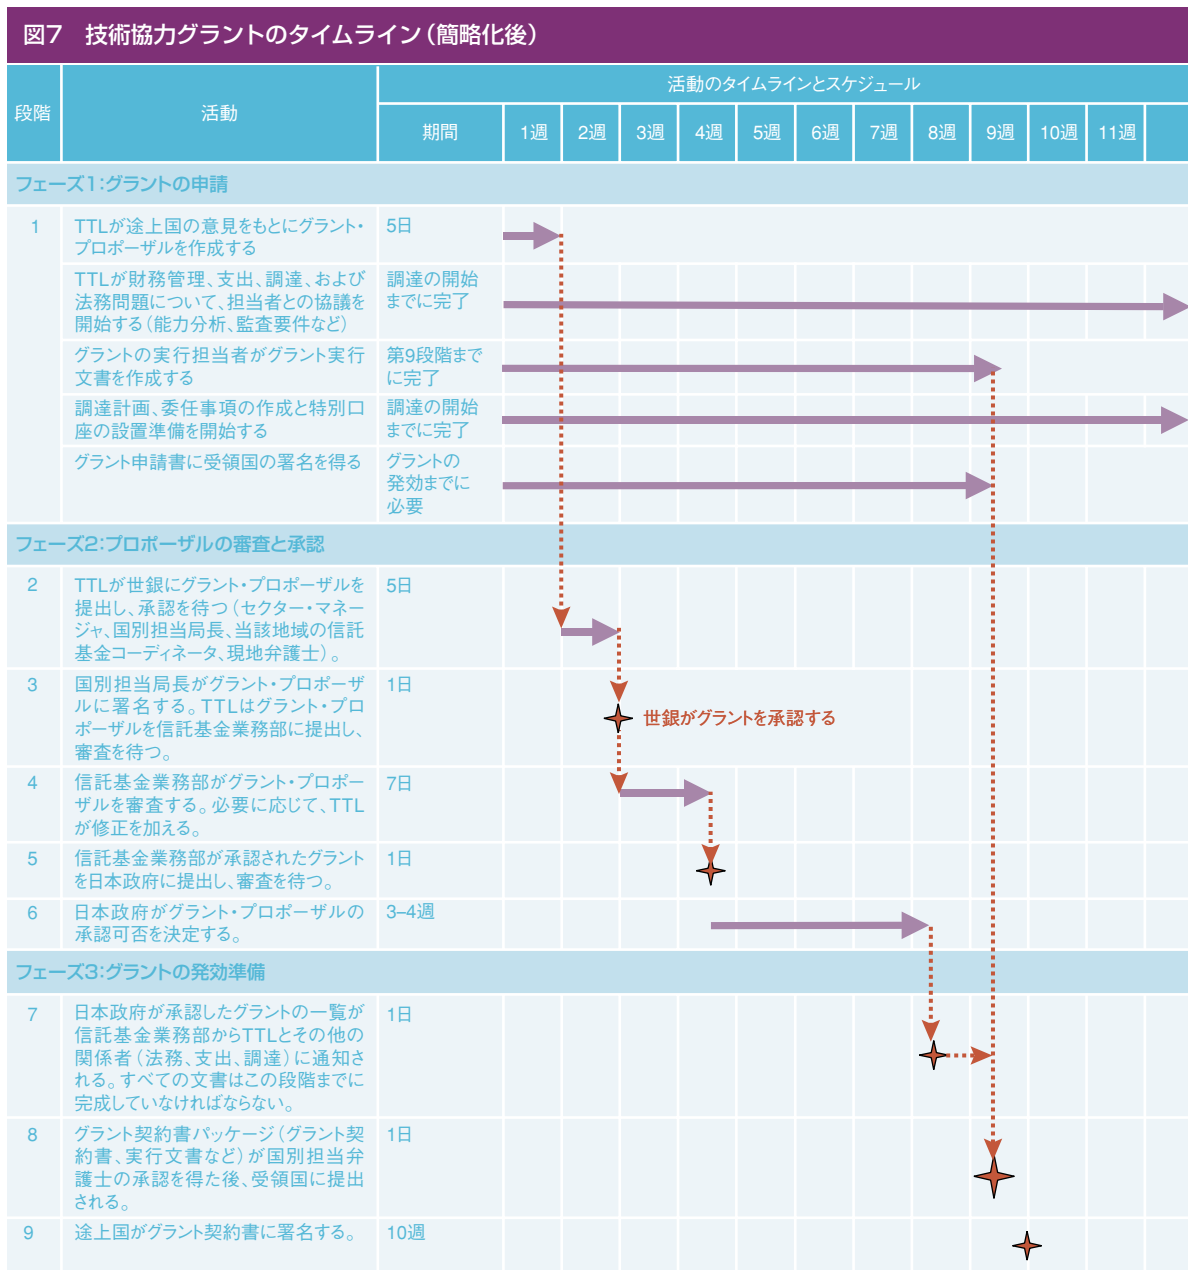 図7　技術協力グラントのタイムライン（簡略化後）
段階
活動
活動のタイムラインとスケジュール
期間
1週
2週
3週
4週
5週
6週
7週
8週
9週
10週
11週
フェーズ1：グラントの申請
1
TTLが途上国の意見をもとにグラント・
プロポーザルを作成する
5日
TTLが財務管理、支出、調達、および
法務問題について、担当者との協議を
開始する（能力分析、監査要件など）
調達の開始
までに完了
グラントの実行担当者がグラント実行
文書を作成する
第9段階まで
に完了
調達計画、委任事項の作成と特別口
座の設置準備を開始する
調達の開始
までに完了
グラント申請書に受領国の署名を得る
グラントの
発効までに
必要
フェーズ2：プロポーザルの審査と承認
2
TTLが世銀にグラント・プロポーザルを
提出し、承認を待つ（セクター・マネー
ジャ、国別担当局長、当該地域の信託
基金コーディネータ、現地弁護士）。
5日
3
国別担当局長がグラント・プロポーザ
ルに署名する。TTLはグラント・プロ
ポーザルを信託基金業務部に提出し、
審査を待つ。
1日
世銀がグラントを承認する
4
信託基金業務部がグラント・プロポー
ザルを審査する。必要に応じて、TTL
が修正を加える。
7日
5
信託基金業務部が承認されたグラント
を日本政府に提出し、審査を待つ。
1日
6
日本政府がグラント・プロポーザルの
承認可否を決定する。
3–4週
フェーズ3：グラントの発効準備
7
日本政府が承認したグラントの一覧が
信託基金業務部からTTLとその他の
関係者（法務、支出、調達）に通知さ
れる。すべての文書はこの段階までに
完成していなければならない。
1日
8
グラント契約書パッケージ（グラント契
約書、実行文書など）が国別担当弁
護士の承認を得た後、受領国に提出
される。
1日
9
途上国がグラント契約書に署名する。
10週